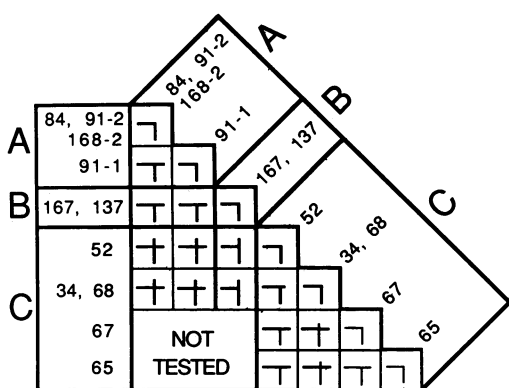 A
84, 91-2
168-2
91-1
B
167, 137
C
52
34, 68
67
65
A
84, 91-2
168-2
91-1
B
167, 137
C
52
34, 68
67
65
NOT
TESTED